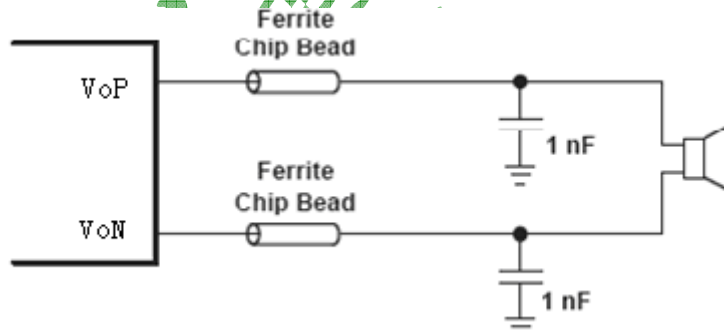 Ferrite
Chip Bead
VoP
1 nF
Ferrite
Chip Bead
VoN
1 nF